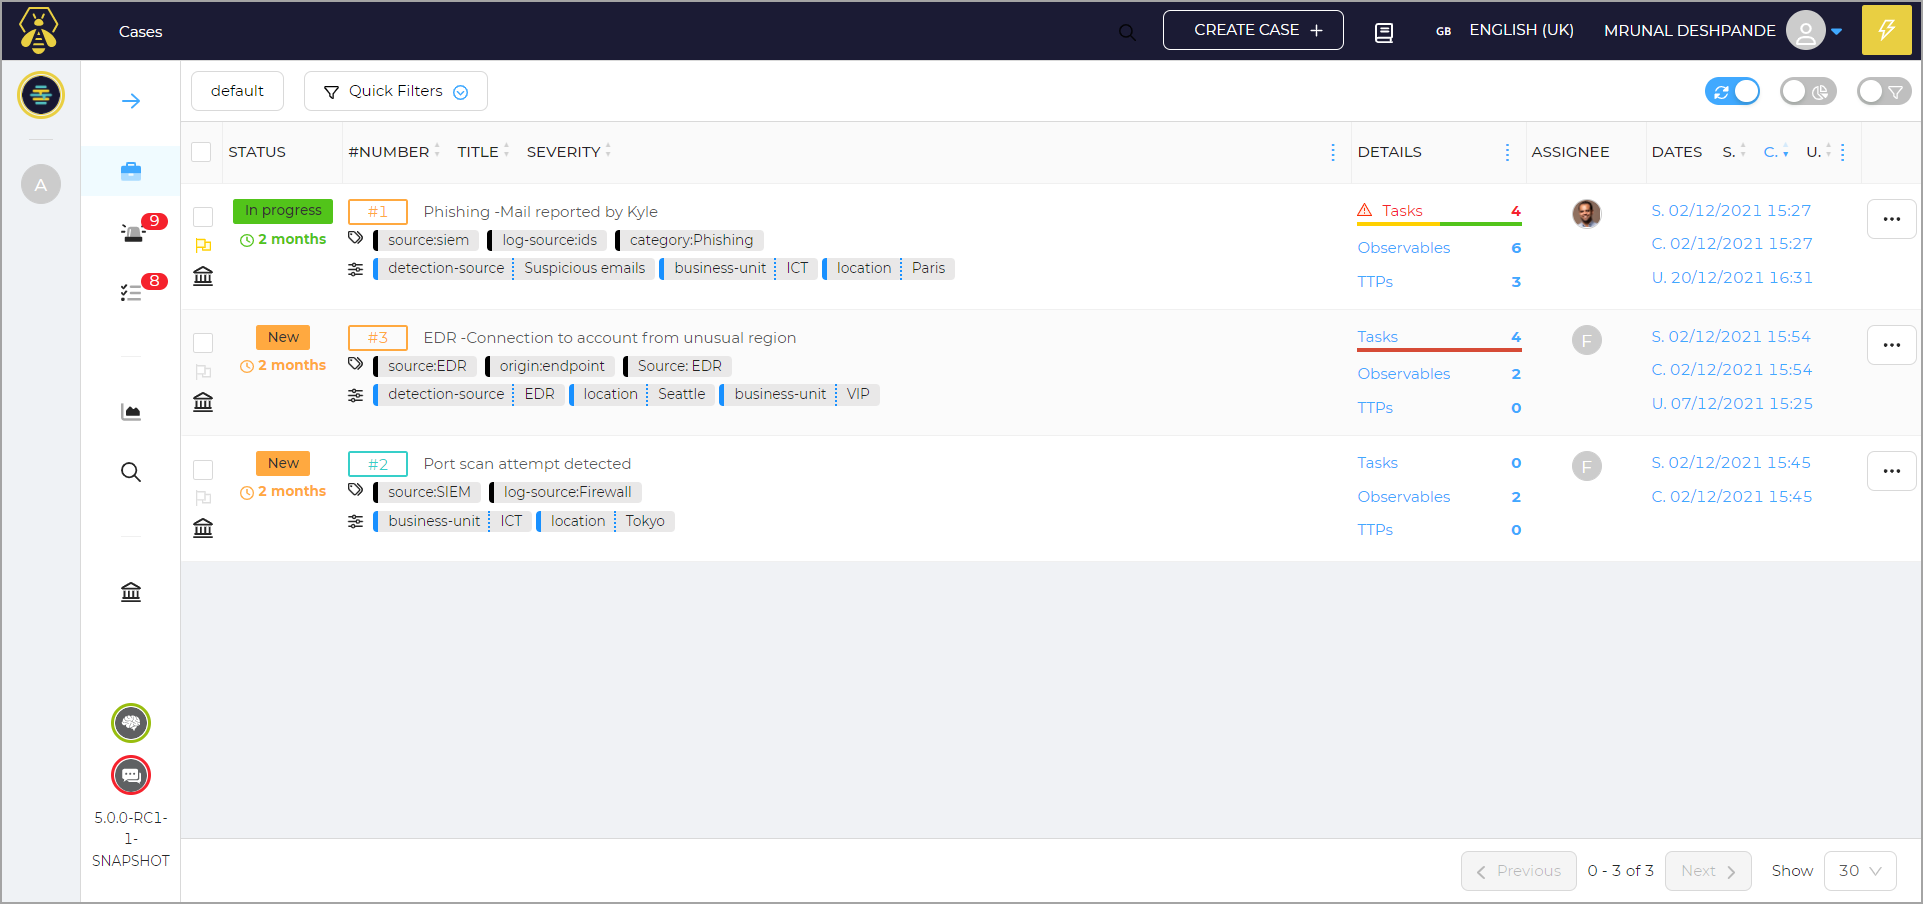 Cases
CREATE CASE +
GB ENGLISH (UK)
MRUNAL DESHPANDE
A
9
8
5.0.0-RC1-
1-
SNAPSHOT
default
Quick Filters
STATUS #NUMBER TITLE SEVERITY DETAILS ASSIGNEE DATES S. C. U.
In progress
2 months
#1 Phishing -Mail reported by Kyle
source:siem log-source:ids category:Phishing
detection-source Suspicious emails business-unit ICT location Paris
Tasks 4
Observables 6
TTPs 3
S. 02/12/2021 15:27
C. 02/12/2021 15:27
U. 20/12/2021 16:31
...
New
2 months
#3 EDR -Connection to account from unusual region
source:EDR origin:endpoint Source: EDR
detection-source EDR location Seattle business-unit VIP
Tasks 4
Observables 2
TTPs 0
F
S. 02/12/2021 15:54
C. 02/12/2021 15:54
U. 07/12/2021 15:25
...
New
2 months
#2 Port scan attempt detected
source:SIEM log-source:Firewall
business-unit ICT location Tokyo
Tasks 0
Observables 2
TTPs 0
F
S. 02/12/2021 15:45
C. 02/12/2021 15:45
...
Previous 0 - 3 of 3 Next Show 30